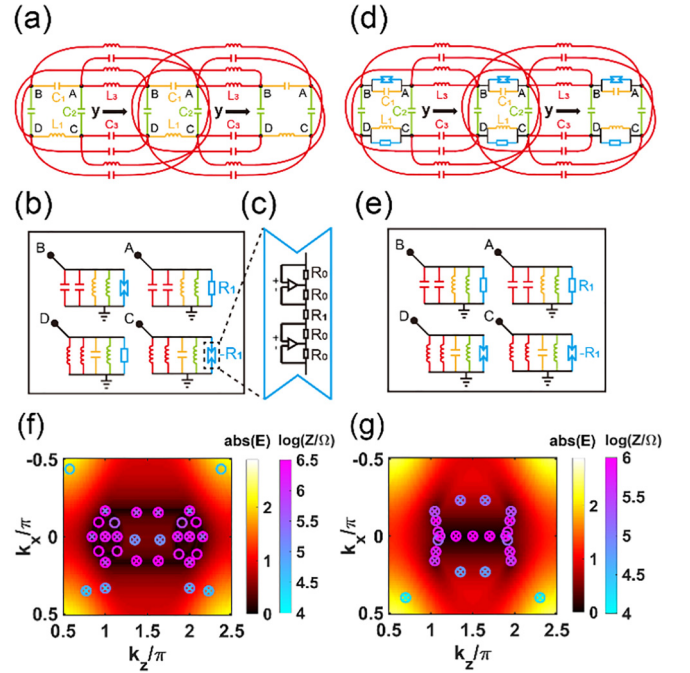 (a)
(d)
B A B A B A
C₁ C₂ L₃ C₁ C₂ L₃
y y
D C D C D C
L₁ C₃ L₁ C₃
B A B A B A
C₁ C₂ L₃ C₁ C₂ L₃
y y
D C D C D C
L₁ C₃ L₁ C₃
(b)
(c)
(e)
B A
R₁
D C
-R₁
R₀
R₀
R₁
R₀
R₀
B A
R₁
D C
-R₁
(f)
abs(E) log(Z/Ω)
-0.5
0
0.5
kₓ/π
0.5 1 1.5 2 2.5
k_z/π
2
1
0
6.5
6
5.5
5
4.5
4
(g)
abs(E) log(Z/Ω)
-0.5
0
0.5
kₓ/π
0.5 1 1.5 2 2.5
k_z/π
2
1
0
6
5.5
5
4.5
4